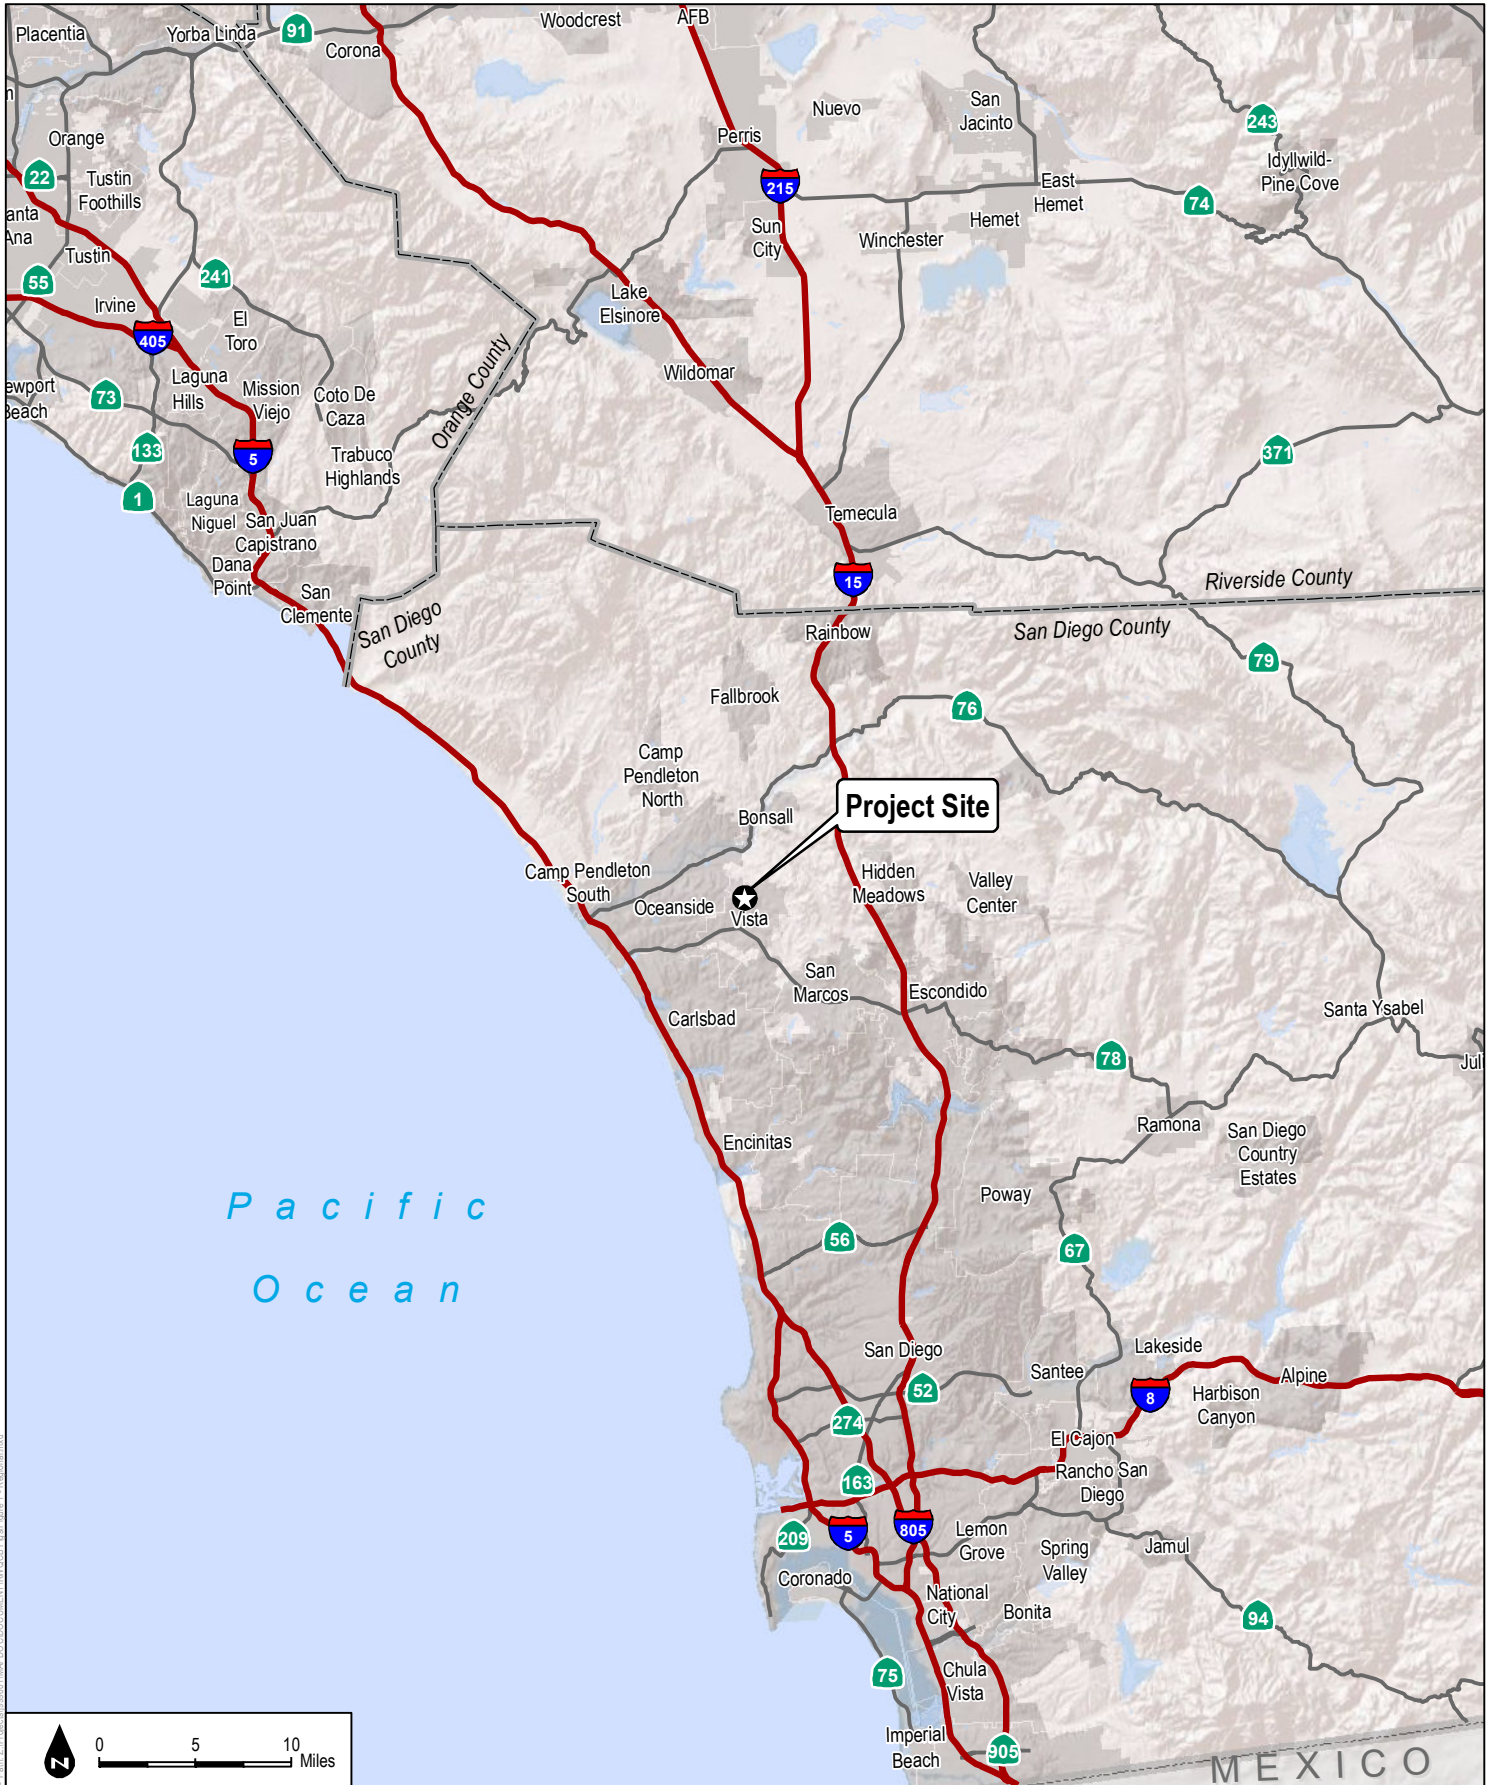 Placentia
Yorba Linda
91
Corona
Woodcrest
AFB
Orange
22
Tustin
Foothills
anta
Ana
Tustin
55
241
Irvine
405
El
Toro
Laguna
Hills
Mission
Viejo
Coto De
Caza
ewport
Beach
73
133
5
1
Trabuco
Highlands
Laguna
Niguel
San Juan
Capistrano
Dana
Point
San
Clemente
Orange County
San Diego
County
Perris
Nuevo
San
Jacinto
243
Idyllwild-
Pine Cove
215
East
Hemet
74
Sun
City
Winchester
Hemet
Lake
Elsinore
Wildomar
371
Temecula
15
Riverside County
San Diego County
Rainbow
79
Fallbrook
76
Camp
Pendleton
North
Bonsall
Project Site
Camp Pendleton
South
Oceanside
Vista
Hidden
Meadows
Valley
Center
San
Marcos
Escondido
Carlsbad
Santa Ysabel
78
Juli
Ramona
San Diego
Country
Estates
Encinitas
Poway
Pacific
Ocean
56
67
San Diego
Lakeside
Santee
Alpine
52
8
Harbison
Canyon
274
El Cajon
163
Rancho San
Diego
209
5
805
Lemon
Grove
Spring
Valley
Jamul
Coronado
National
City
Bonita
94
75
Chula
Vista
Imperial
Beach
905
MEXICO
N
0 5 10
Miles